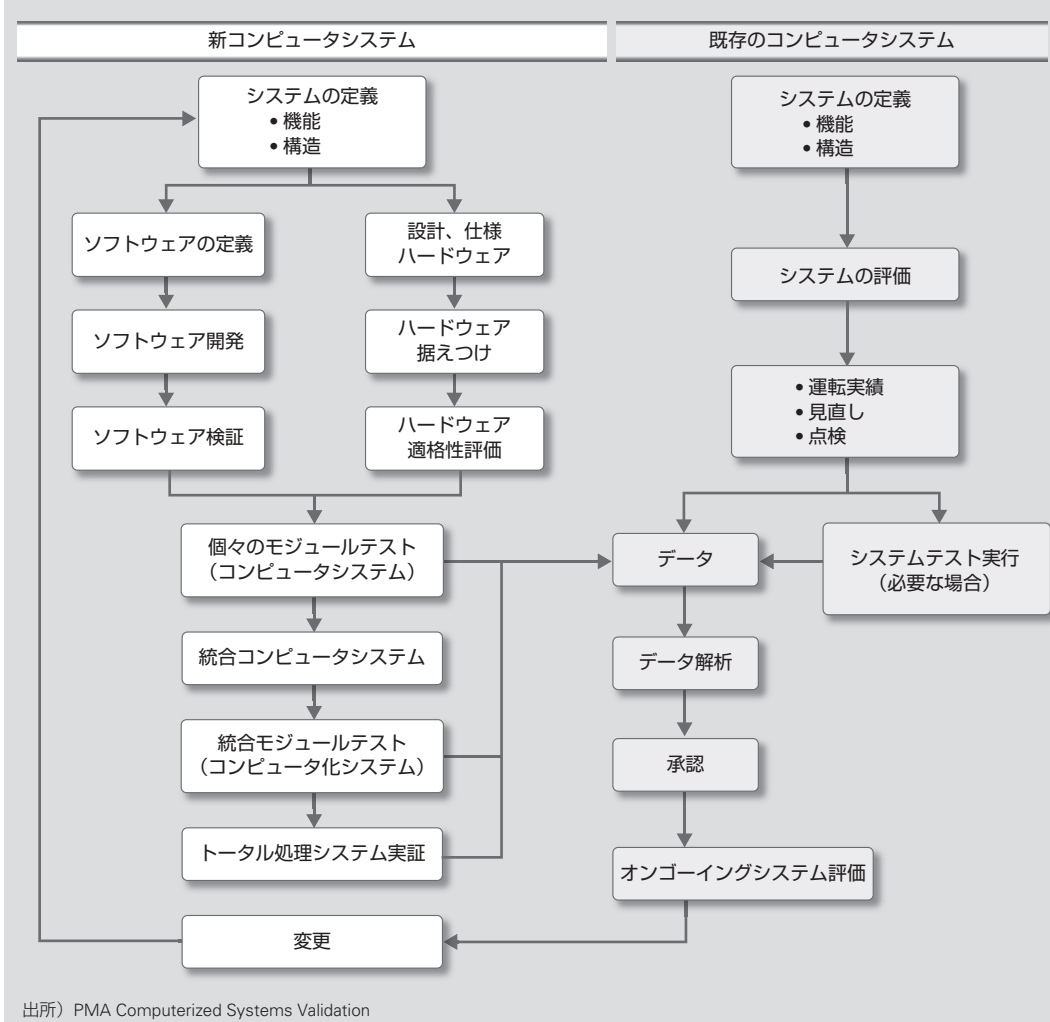 新コンピュータシステム
既存のコンピュータシステム
システムの定義
• 機能
• 構造
ソフトウェアの定義
設計、仕様
ハードウェア
ソフトウェア開発
ハードウェア
据えつけ
ソフトウェア検証
ハードウェア
適格性評価
個々のモジュールテスト
（コンピュータシステム）
統合コンピュータシステム
統合モジュールテスト
（コンピュータ化システム）
トータル処理システム実証
変更
システムの定義
• 機能
• 構造
システムの評価
• 運転実績
• 見直し
• 点検
データ
システムテスト実行
（必要な場合）
データ解析
承認
オンゴーイングシステム評価
出所）PMA Computerized Systems Validation